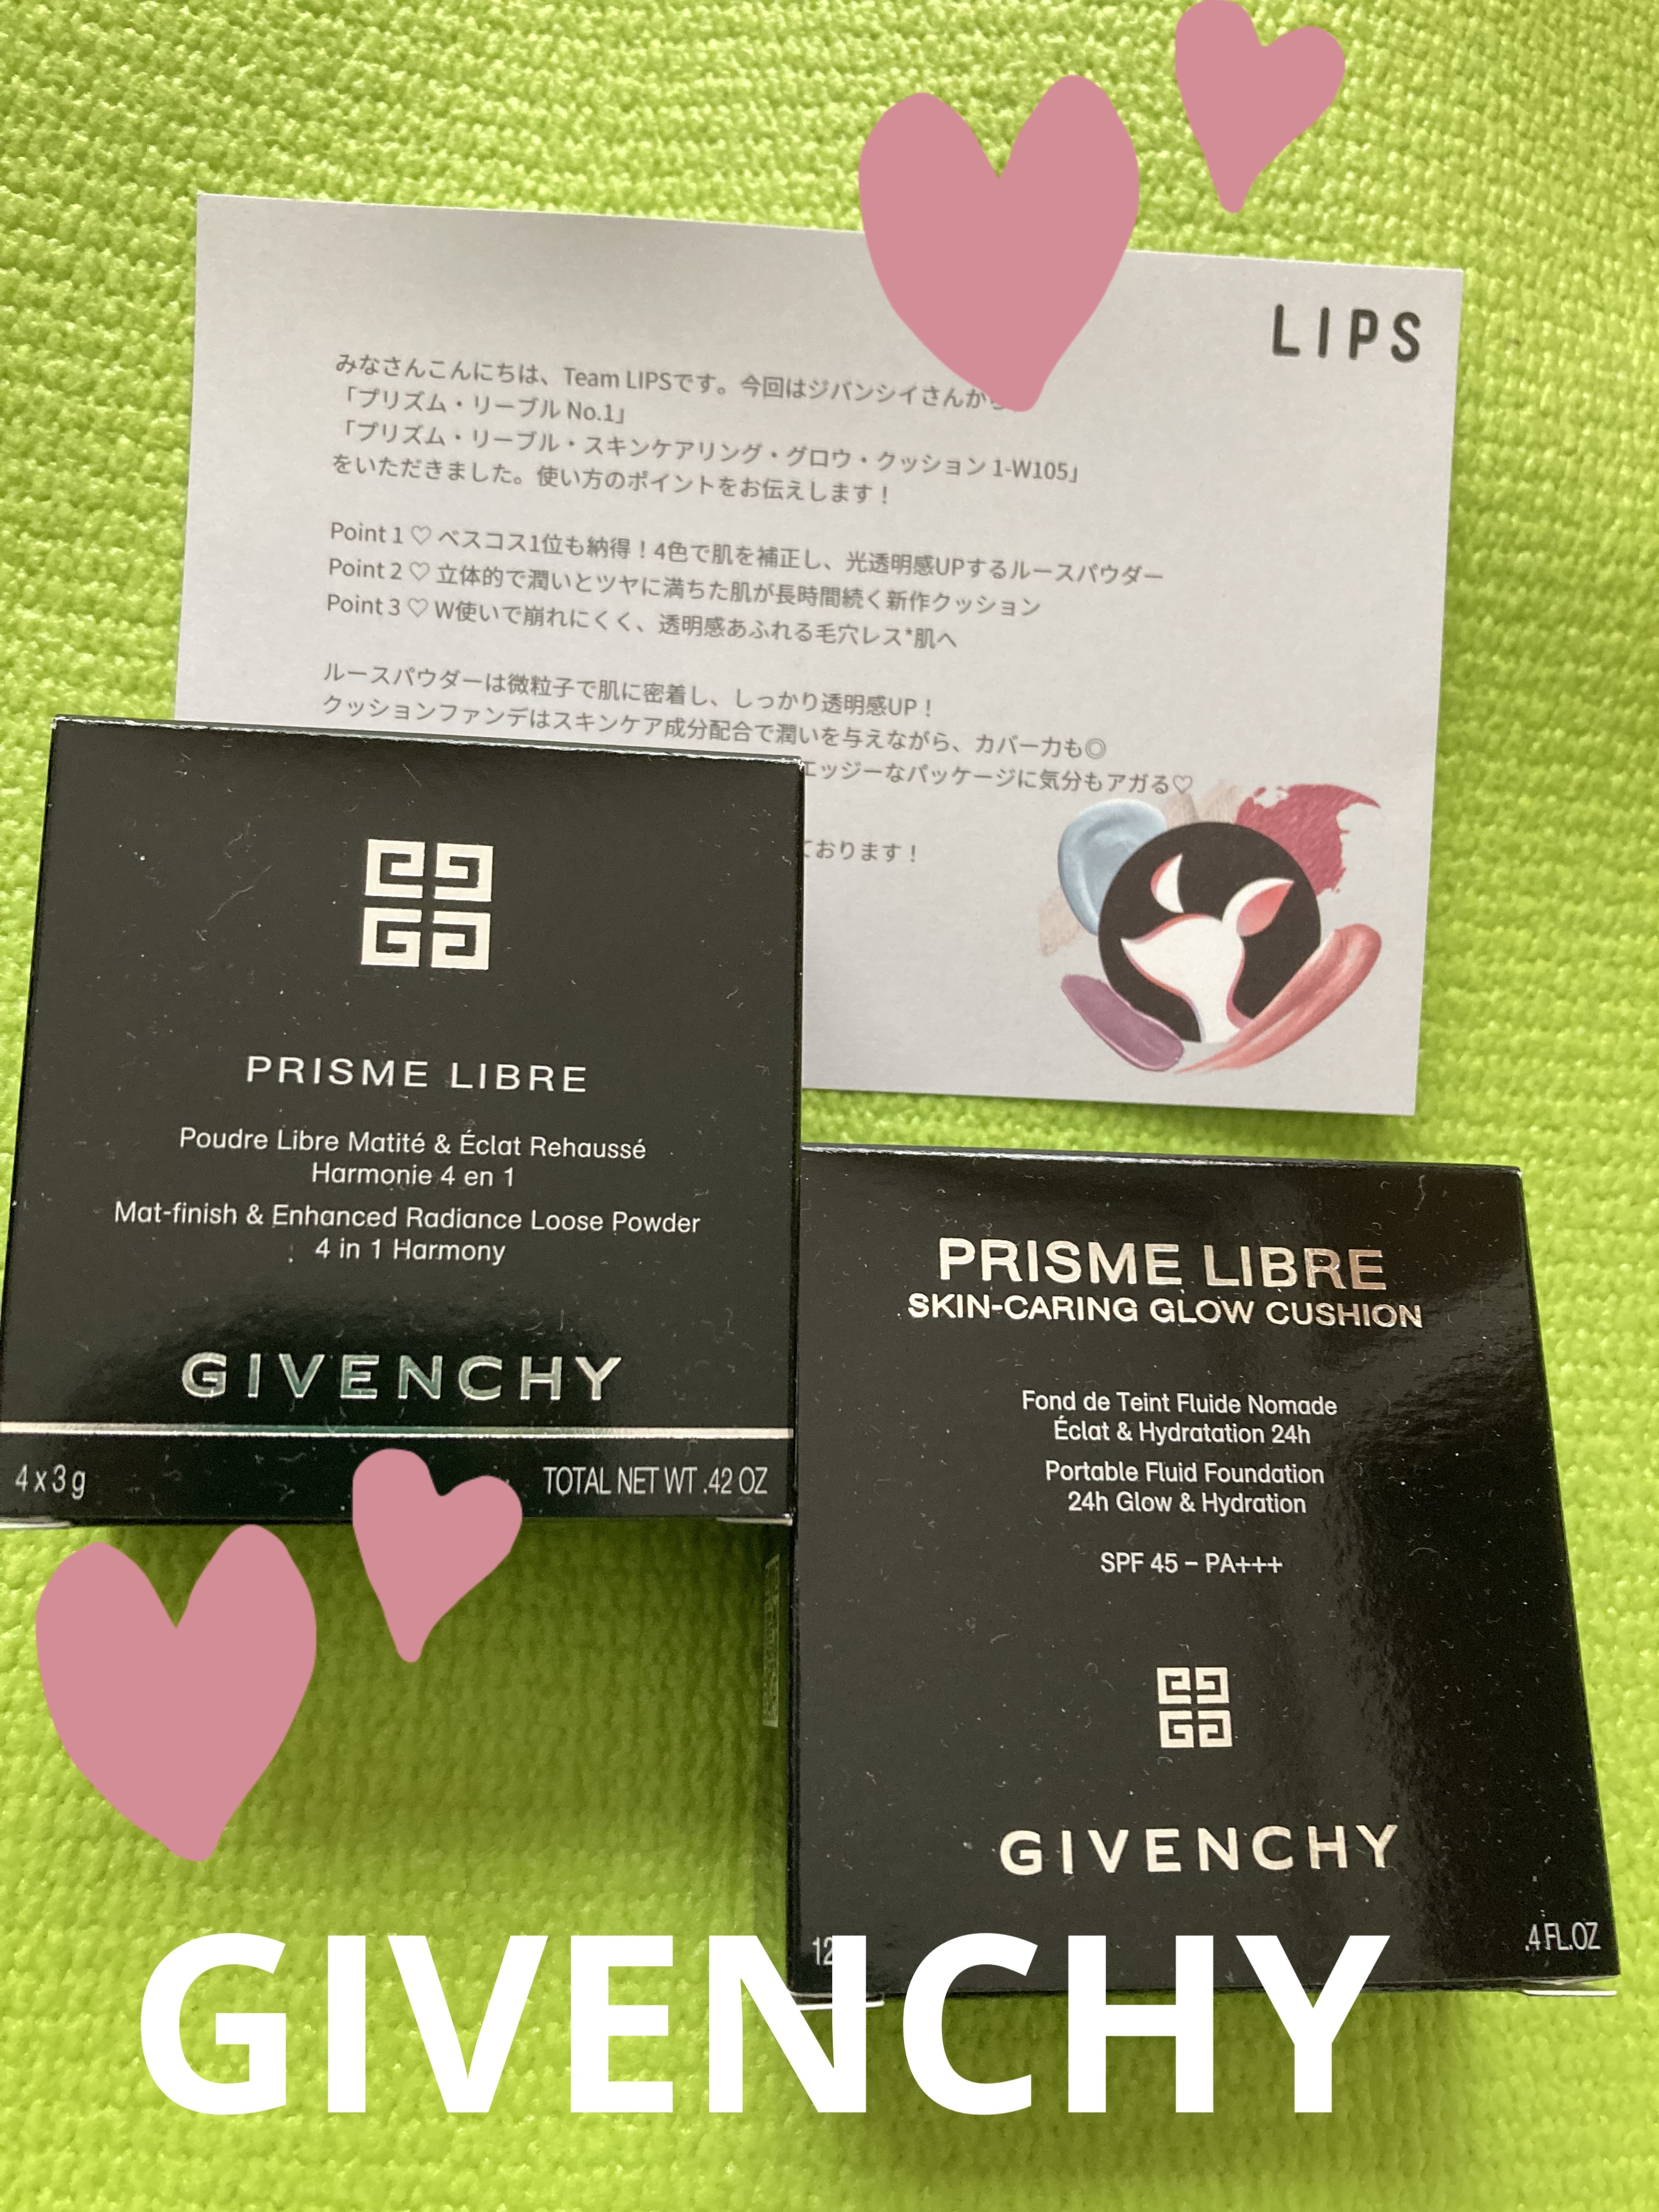 LIPS
みなさんこんにちは、Team LIPSです。今回はジバンシイさんから
「プリズム・リーブル No.1」
「プリズム・リーブル・スキンケアリング・グロウ・クッション 1-W105」
をいただきました。使い方のポイントをお伝えします！
Point 1 ♡ ベスコス1位も納得！4色で肌を補正し、光透明感UPするルースパウダー
Point 2 ♡ 立体的で潤いとツヤに満ちた肌が長時間続く新作クッション
Point 3 ♡ W使いで崩れにくく、透明感あふれる毛穴レス*肌へ
ルースパウダーは微粒子で肌に密着し、しっかり透明感UP！
クッションファンデはスキンケア成分配合で潤いを与えながら、カバー力も◎
エッジーなパッケージに気分もアガる♡
ております！
PRISME LIBRE
Poudre Libre Matité & Éclat Rehaussé
Harmonie 4 en 1
Mat-finish & Enhanced Radiance Loose Powder
4 in 1 Harmony
GIVENCHY
4 x 3 g TOTAL NET WT .42 OZ
PRISME LIBRE
SKIN-CARING GLOW CUSHION
Fond de Teint Fluide Nomade
Éclat & Hydratation 24h
Portable Fluid Foundation
24h Glow & Hydration
SPF 45 – PA+++
GIVENCHY
12 .4 FL.OZ
GIVENCHY